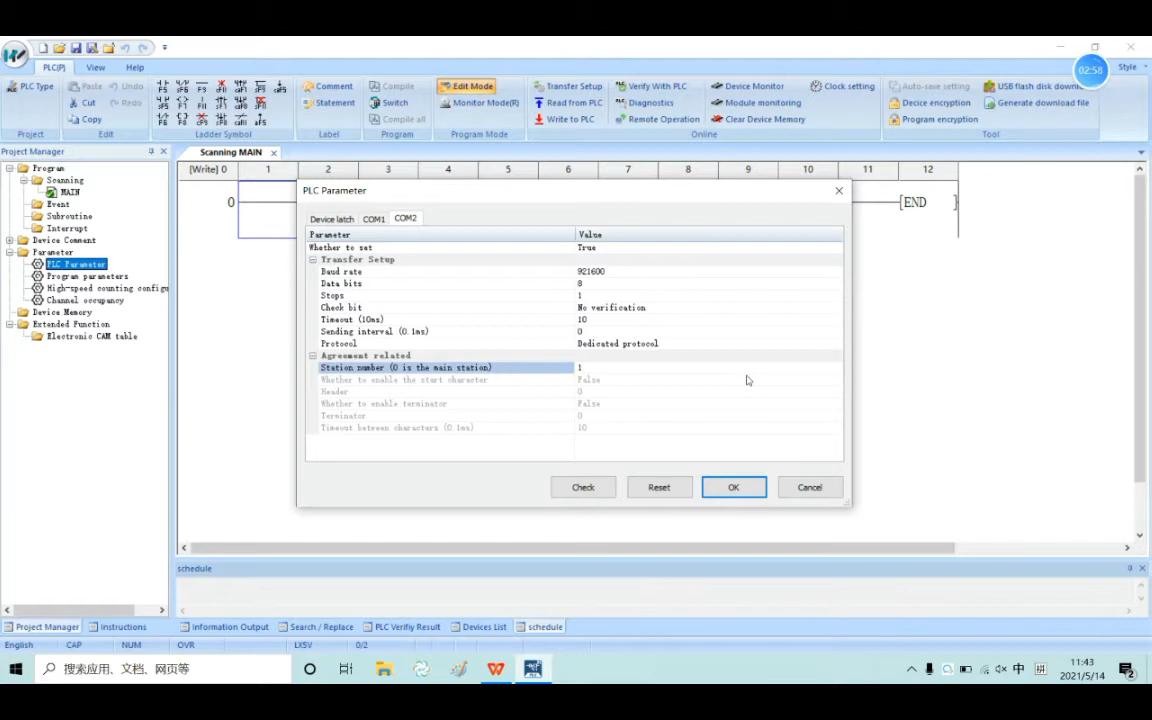 PLC(P) View Help
02:58
Style
PLC Type
Paste Undo
Cut Redo
Copy
Project
Edit
F5 F6 F9
F7 F8
Ladder Symbol
Comment
Statement
Label
Compile
Switch
Compile all
Program
Edit Mode
Monitor Mode(R)
Program Mode
Transfer Setup Verify With PLC Device Monitor Clock setting
Read from PLC Diagnostics Module monitoring
Write to PLC Remote Operation Clear Device Memory
Online
Auto-save setting USB flash disk downl
Device encryption Generate download file
Program encryption
Tool
Project Manager
Program
Scanning
MAIN
Event
Subroutine
Interrupt
Device Comment
Parameter
PLC Parameter
Program parameters
High-speed counting configu
Channel occupancy
Device Memory
Extended Function
Electronic CAM table
Scanning MAIN
[Write] 0 1 2 3 4 5 6 7 8 9 10 11 12
0 [END ]
PLC Parameter
Device latch COM1 COM2
Parameter Value
Whether to set True
Transfer Setup
Baud rate 921600
Data bits 8
Stops 1
Check bit No verification
Timeout (10ms) 10
Sending interval (0.1ms) 0
Protocol Dedicated protocol
Agreement related
Station number (0 is the main station) 1
Whether to enable the start character False
Header 0
Whether to enable terminator False
Terminator 0
Timeout between characters (0.1ms) 10
Check Reset OK Cancel
schedule
Project Manager Instructions Information Output Search / Replace PLC Verifiy Result Devices List schedule
English CAP NUM OVR LX5V 0/2
搜索应用、文档、网页等
中 拼
11:43
2021/5/14
2